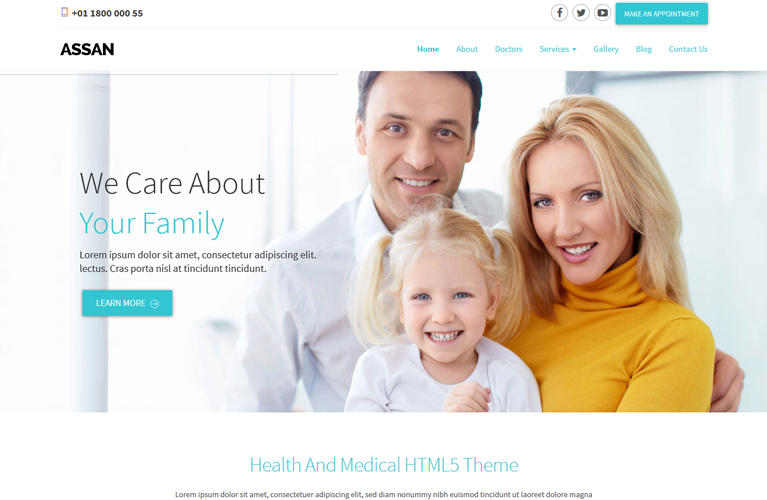 +01 1800 000 55
MAKE AN APPOINTMENT
ASSAN
Home About Doctors Services Gallery Blog Contact Us
We Care About
Your Family
Lorem ipsum dolor sit amet, consectetur adipiscing elit.
lectus. Cras porta nisl at tincidunt tincidunt.
LEARN MORE
Health And Medical HTML5 Theme
Lorem ipsum dolor sit amet, consectetuer adipiscing elit, sed diam nonummy nibh euismod tincidunt ut laoreet dolore magna